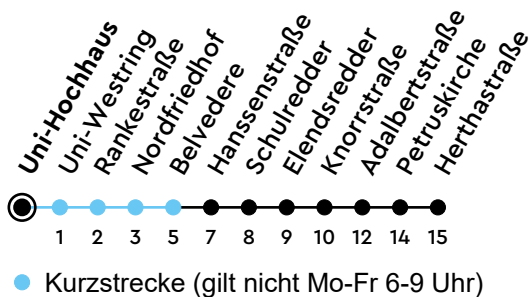 Uni-Hochhaus
Uni-Westring
Rankestraße
Nordfriedhof
Belvedere
Hanssenstraße
Schulredder
Elendsredder
Knorrstraße
Adalbertstraße
Petruskirche
Herthastraße
1 2 3 5 7 8 9 10 12 14 15
Kurzstrecke (gilt nicht Mo-Fr 6-9 Uhr)